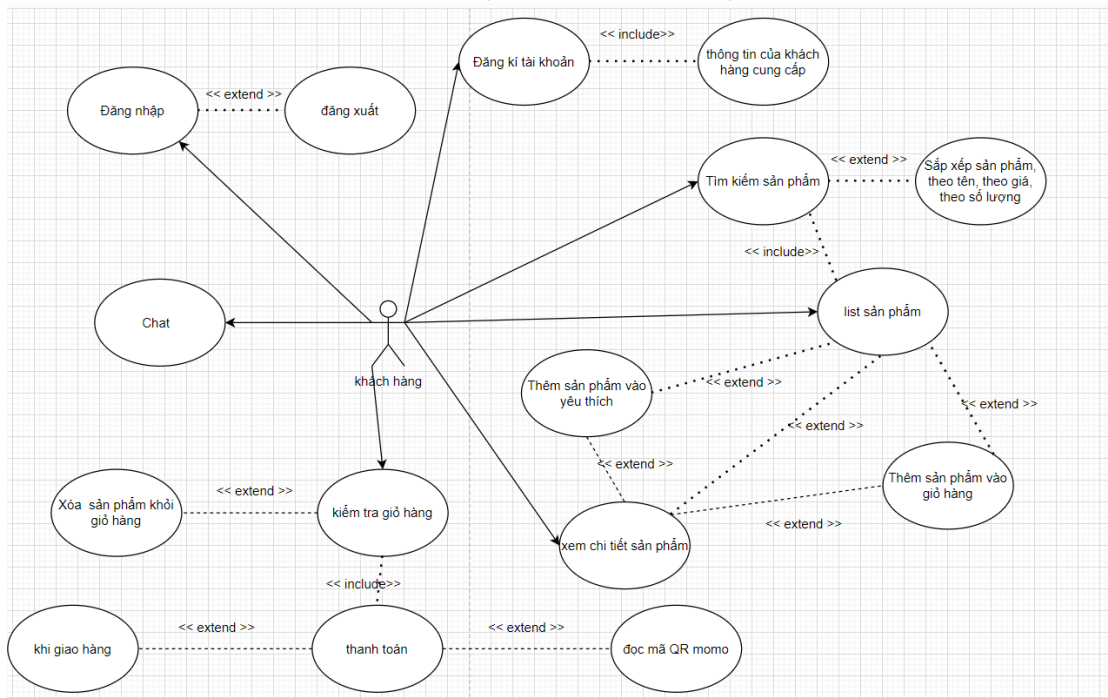 << include>>
Đăng kí tài khoản
thông tin của khách
hàng cung cấp
Đăng nhập
<< extend >>
đăng xuất
Tìm kiếm sản phẩm
<< extend >>
Sắp xếp sản phẩm,
theo tên, theo giá,
theo số lượng
<< include>>
Chat
list sản phẩm
khách hàng
Thêm sản phẩm vào
yêu thích
<< extend >>
<< extend >>
<< extend >>
<< extend >>
Thêm sản phẩm vào
giỏ hàng
<< extend >>
Xóa  sản phẩm khỏi
giỏ hàng
<< extend >>
kiểm tra giỏ hàng
xem chi tiết sản phẩm
<< include>>
khi giao hàng
<< extend >>
thanh toán
<< extend >>
đọc mã QR momo